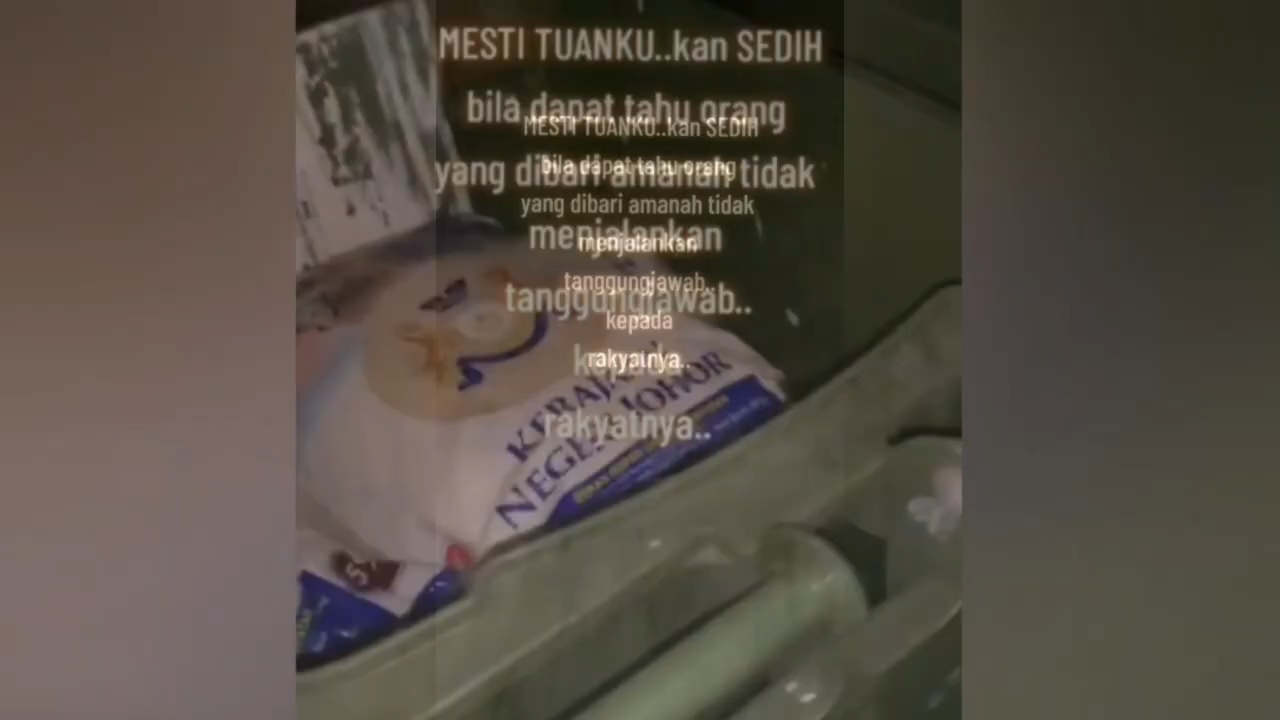 MESTI TUANKU..kan SEDIH
bila dapat tahu orang
yang dibari amanah tidak
menjalankan
tanggungjawab..
kepada
rakyatnya..
MESTI TUANKU..kan SEDIH
bila dapat tahu orang
yang dibari amanah tidak
menjalankan
tanggungjawab..
kepada
rakyatnya..
KERAJAAN
NEGERI JOHOR